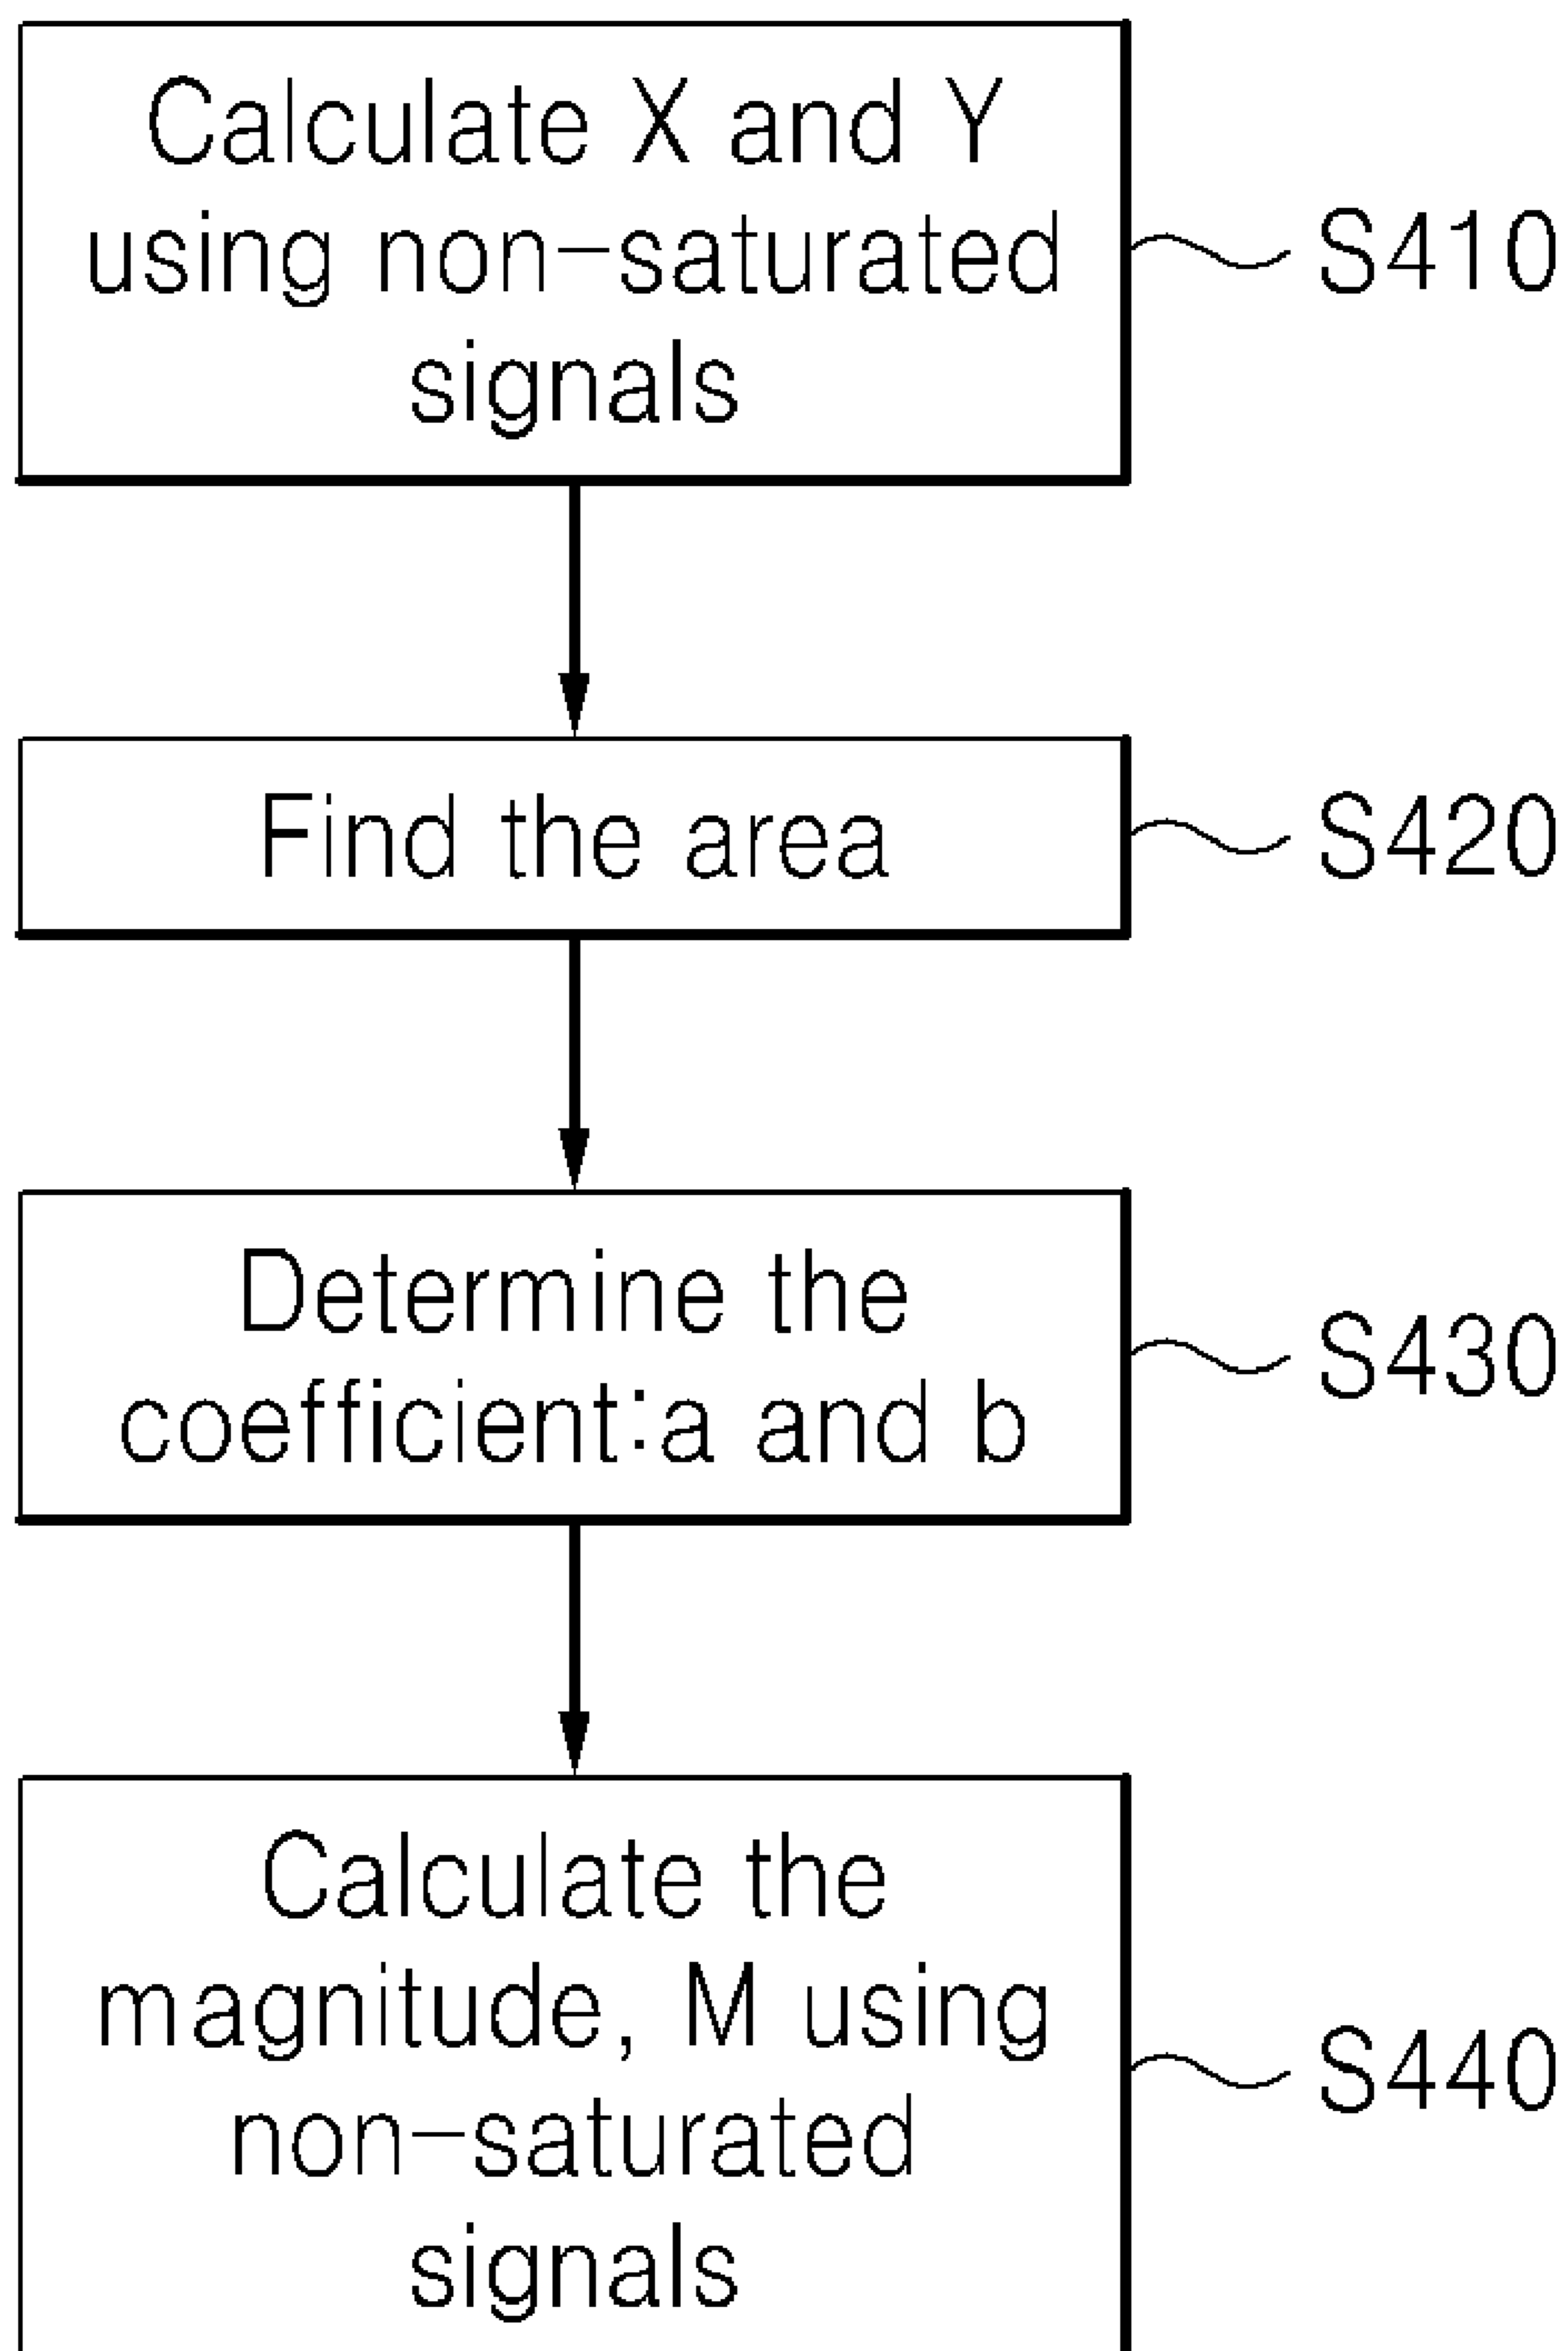 Calculate X and Y
using non-saturated
signals
S410
Find the area
S420
Determine the
coefficient:a and b
S430
Calculate the
magnitude, M using
non-saturated
signals
S440